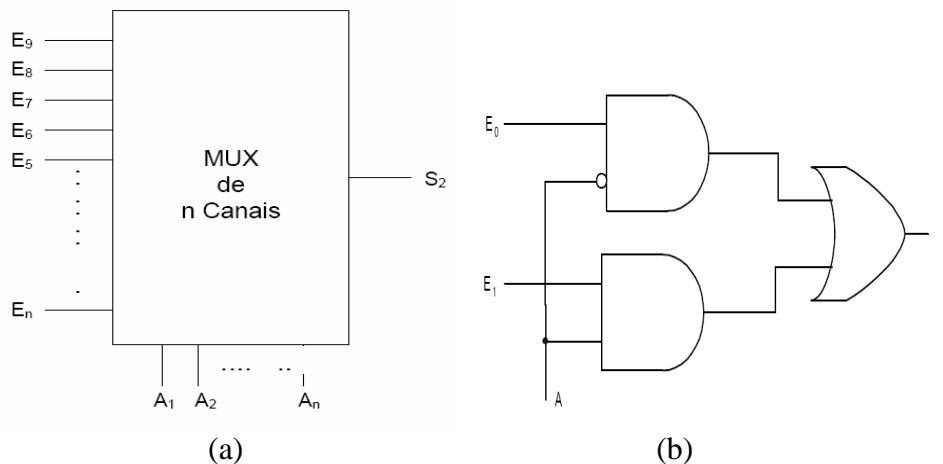 E₉
E₈
E₇
E₆
E₅
Eₙ
MUX
de
n Canais
S₂
A₁
A₂
Aₙ
(a)
E₀
E₁
A
(b)